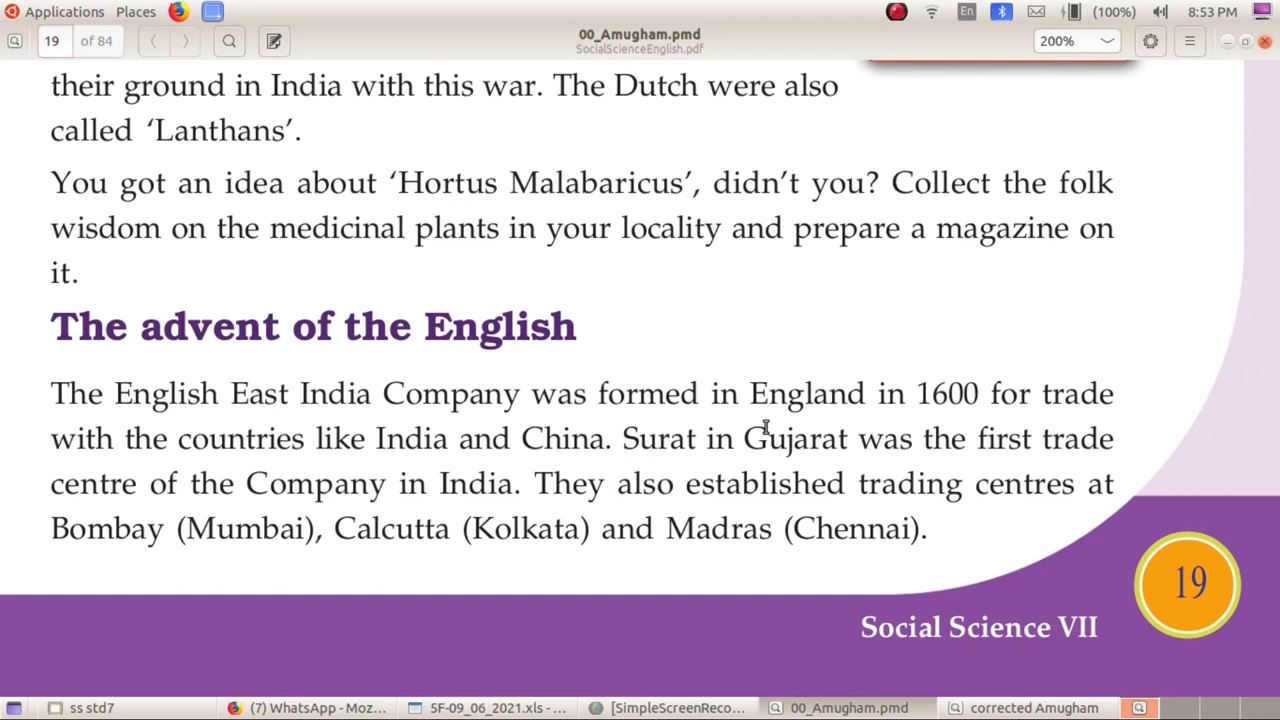 Applications Places En (100%) 8:53 PM
19 of 84 00_Amugham.pmd 200%
SocialScienceEnglish.pdf
their ground in India with this war. The Dutch were also
called ‘Lanthans’.
You got an idea about ‘Hortus Malabaricus’, didn’t you? Collect the folk
wisdom on the medicinal plants in your locality and prepare a magazine on
it.
The advent of the English
The English East India Company was formed in England in 1600 for trade
with the countries like India and China. Surat in Gujarat was the first trade
centre of the Company in India. They also established trading centres at
Bombay (Mumbai), Calcutta (Kolkata) and Madras (Chennai).
19
Social Science VII
ss std7 (7) WhatsApp - Moz... 5F-09_06_2021.xls - ... [SimpleScreenReco... 00_Amugham.pmd corrected Amugham